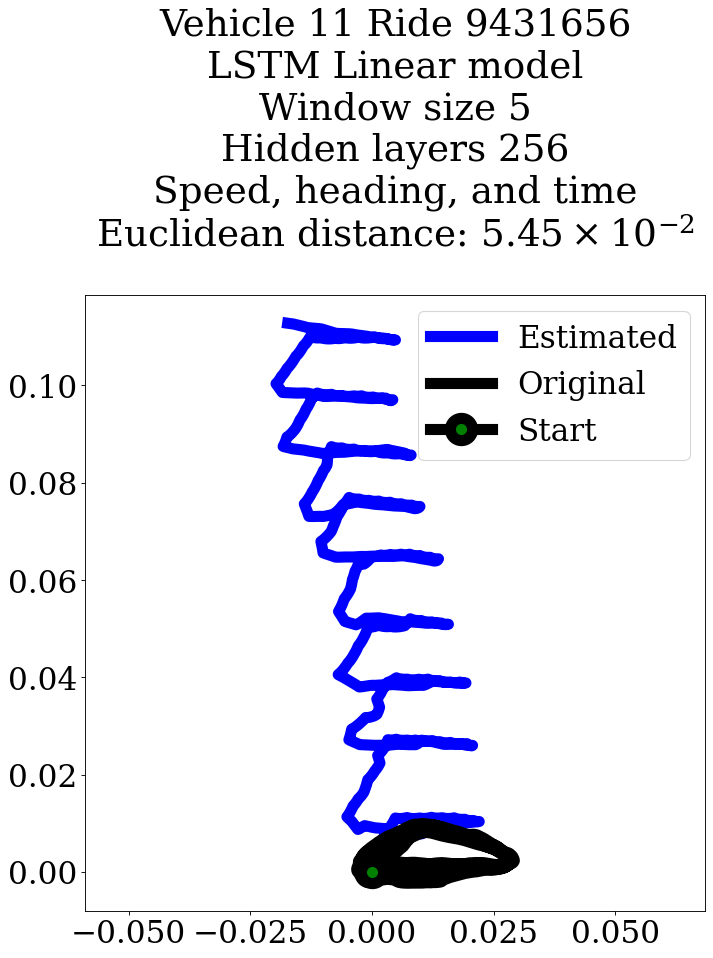 Vehicle 11 Ride 9431656
LSTM Linear model
Window size 5
Hidden layers 256
Speed, heading, and time
Euclidean distance: 5.45 × 10⁻²
Estimated
Original
Start
0.10
0.08
0.06
0.04
0.02
0.00
−0.050 −0.025 0.000 0.025 0.050